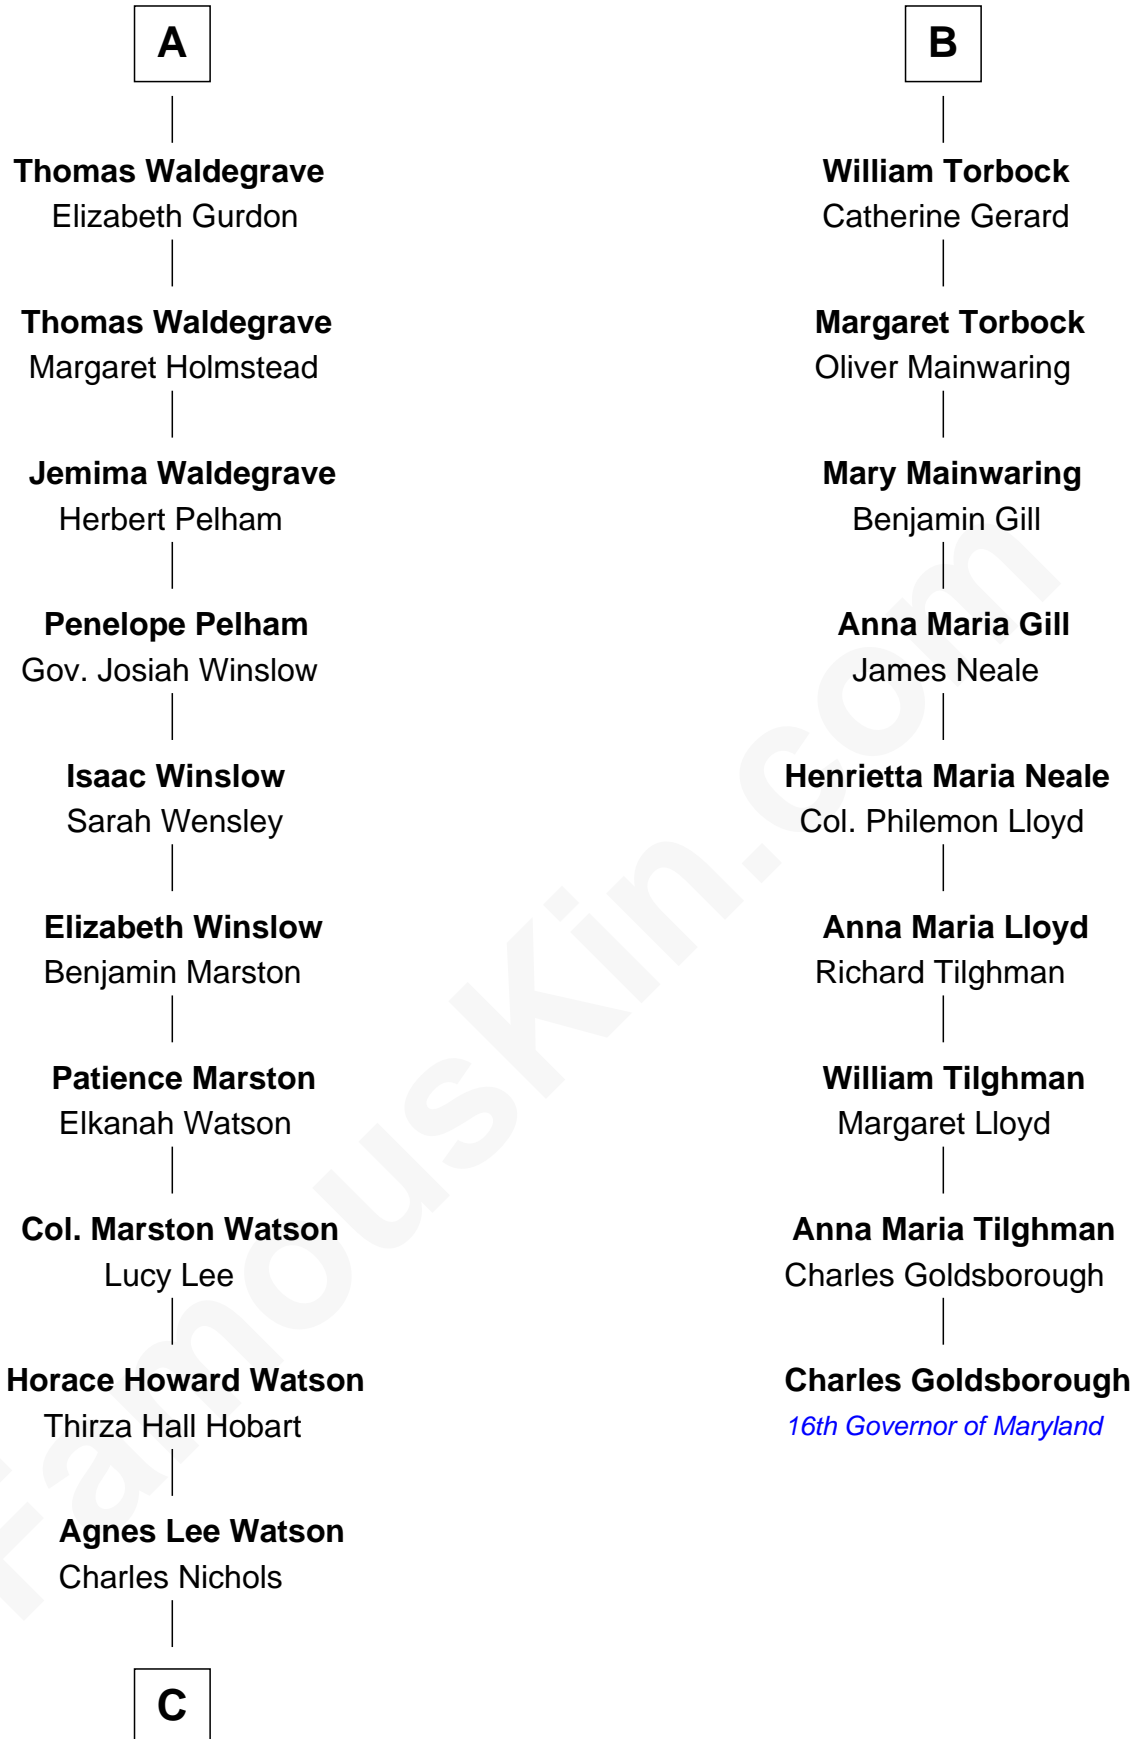 A
Thomas Waldegrave
Elizabeth Gurdon
Thomas Waldegrave
Margaret Holmstead
Jemima Waldegrave
Herbert Pelham
Penelope Pelham
Gov. Josiah Winslow
Isaac Winslow
Sarah Wensley
Elizabeth Winslow
Benjamin Marston
Patience Marston
Elkanah Watson
Col. Marston Watson
Lucy Lee
Horace Howard Watson
Thirza Hall Hobart
Agnes Lee Watson
Charles Nichols
C
B
William Torbock
Catherine Gerard
Margaret Torbock
Oliver Mainwaring
Mary Mainwaring
Benjamin Gill
Anna Maria Gill
James Neale
Henrietta Maria Neale
Col. Philemon Lloyd
Anna Maria Lloyd
Richard Tilghman
William Tilghman
Margaret Lloyd
Anna Maria Tilghman
Charles Goldsborough
Charles Goldsborough
16th Governor of Maryland
FamousKin.com